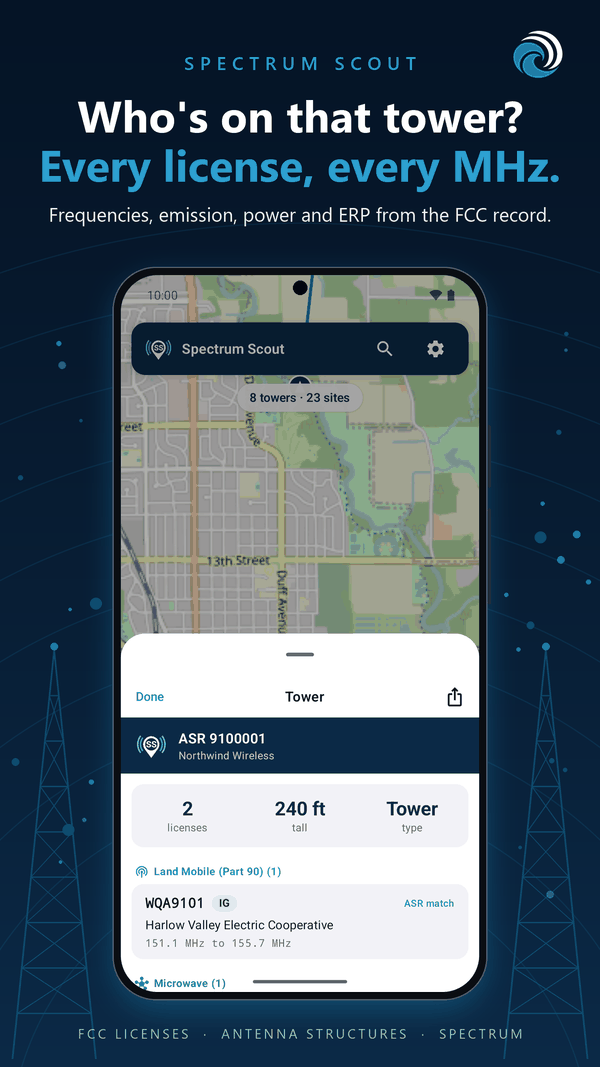 SPECTRUM SCOUT
Who's on that tower?
Every license, every MHz.
Frequencies, emission, power and ERP from the FCC record.
10:00
SS
Spectrum Scout
8 towers · 23 sites
13th Street
Duff Avenue
Done
Tower
SS
ASR 9100001
Northwind Wireless
2
240 ft
Tower
licenses
tall
type
Land Mobile (Part 90) (1)
WQA9101
IG
ASR match
Harlow Valley Electric Cooperative
151.1 MHz to 155.7 MHz
Microwave (1)
FCC LICENSES · ANTENNA STRUCTURES · SPECTRUM